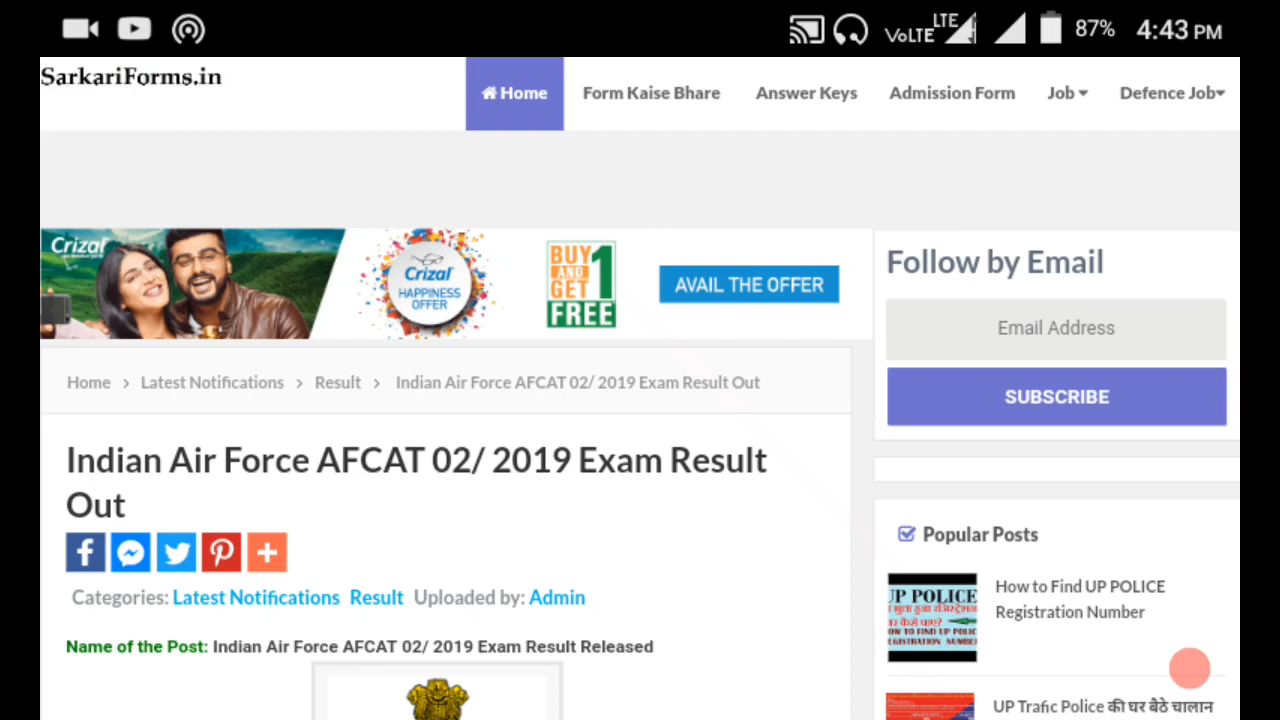 VoLTE LTE 87% 4:43 PM
SarkariForms.in
Home Form Kaise Bhare Answer Keys Admission Form Job Defence Job
Crizal
Crizal
HAPPINESS
OFFER
BUY
AND
GET
1
FREE
AVAIL THE OFFER
Follow by Email
Email Address
SUBSCRIBE
Home > Latest Notifications > Result > Indian Air Force AFCAT 02/ 2019 Exam Result Out
Indian Air Force AFCAT 02/ 2019 Exam Result
Out
Categories: Latest Notifications Result Uploaded by: Admin
Name of the Post: Indian Air Force AFCAT 02/ 2019 Exam Result Released
Popular Posts
UP POLICE
HOW TO FIND UP POLIC
EGISTRATION NUMBE
How to Find UP POLICE
Registration Number
UP Trafic Police की घर बैठे चालान